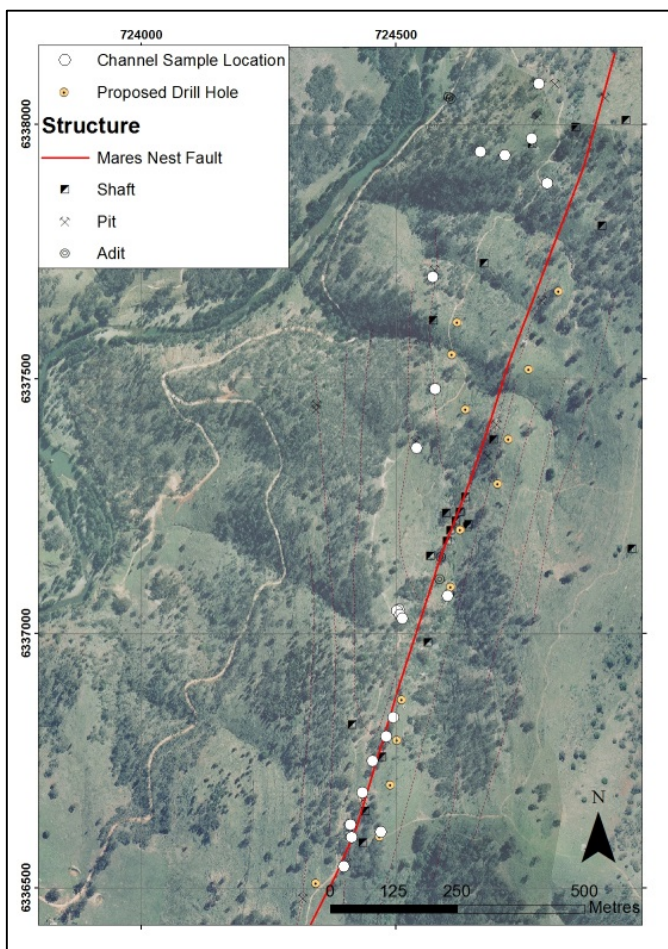 724000
724500
Channel Sample Location
Proposed Drill Hole
Structure
Mares Nest Fault
Shaft
Pit
Adit
6338000
6337500
6337000
6336500
N
0 125 250 500
Metres